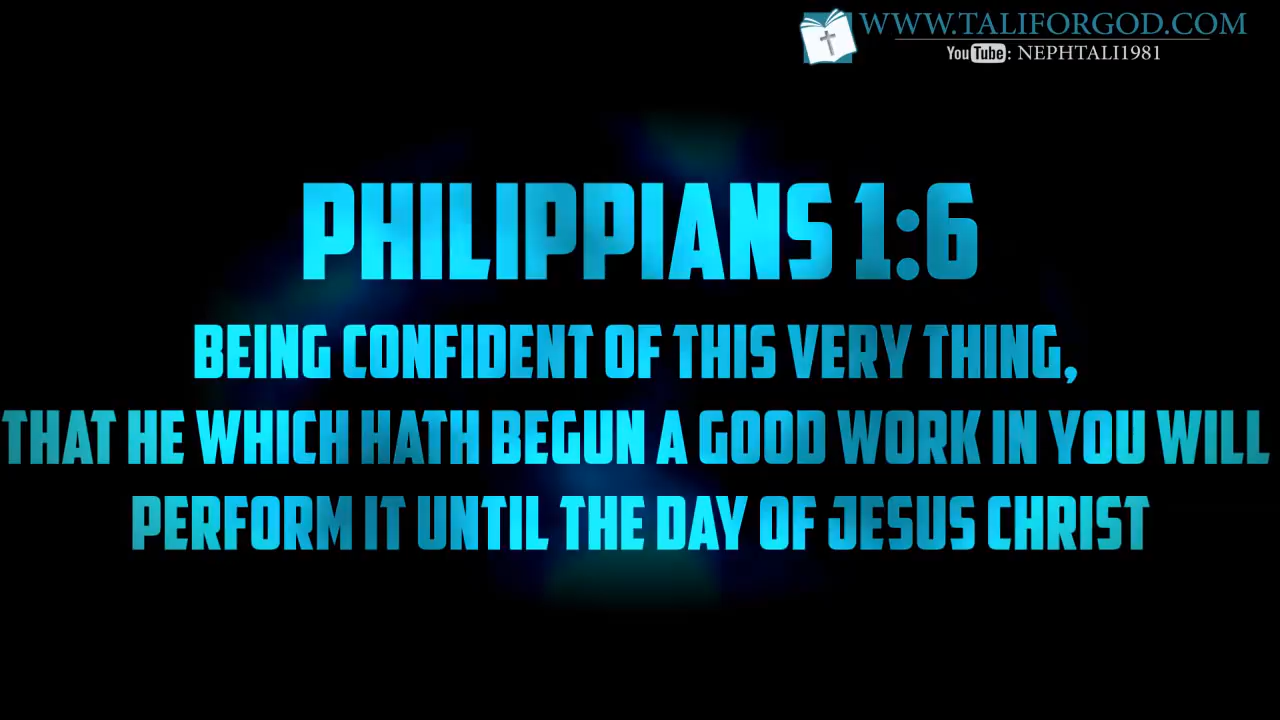 WWW.TALIFORGOD.COM
YouTube: NEPHTALI1981
PHILIPPIANS 1:6
BEING CONFIDENT OF THIS VERY THING,
THAT HE WHICH HATH BEGUN A GOOD WORK IN YOU WILL
PERFORM IT UNTIL THE DAY OF JESUS CHRIST